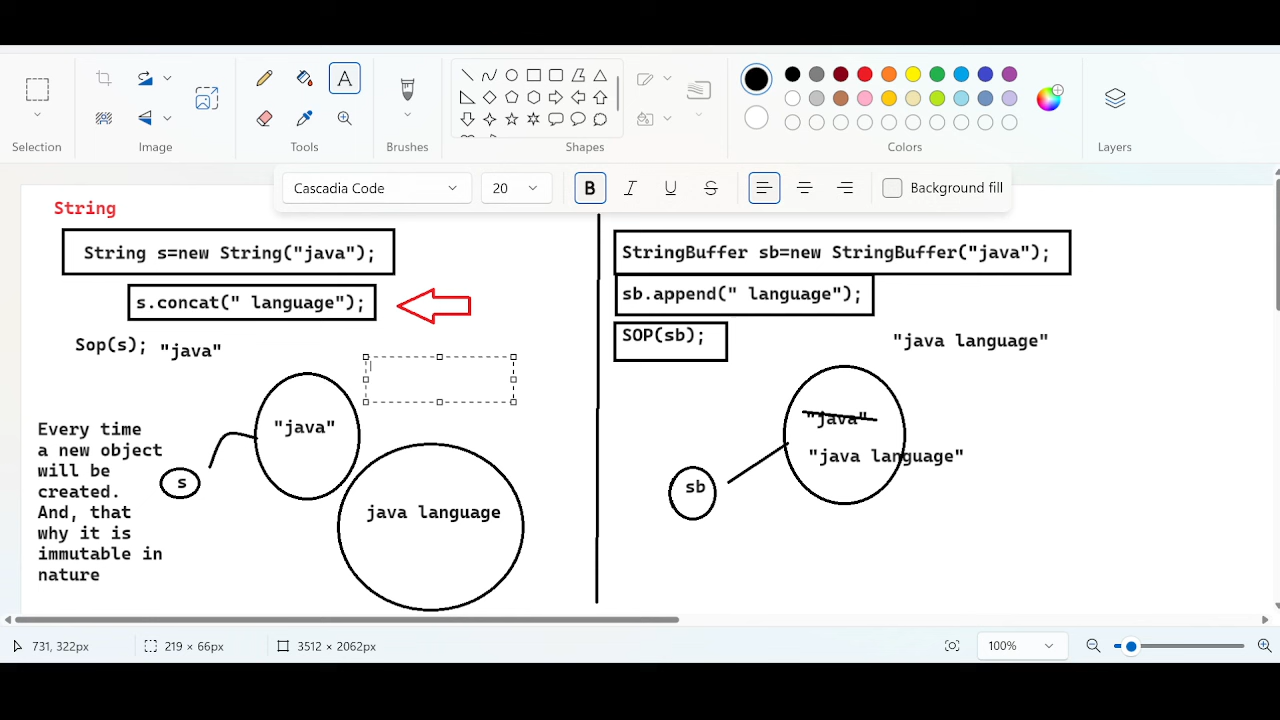 Selection
Image
Tools
Brushes
Shapes
Colors
Layers
Cascadia Code
20
B
I
U
S
Background fill
String
String s=new String("java");
s.concat(" language");
Sop(s);
"java"
"java"
s
java language
Every time
a new object
will be
created.
And, that
why it is
immutable in
nature
StringBuffer sb=new StringBuffer("java");
sb.append(" language");
SOP(sb);
"java language"
"java"
"java language"
sb
731, 322px
219 × 66px
3512 × 2062px
100%